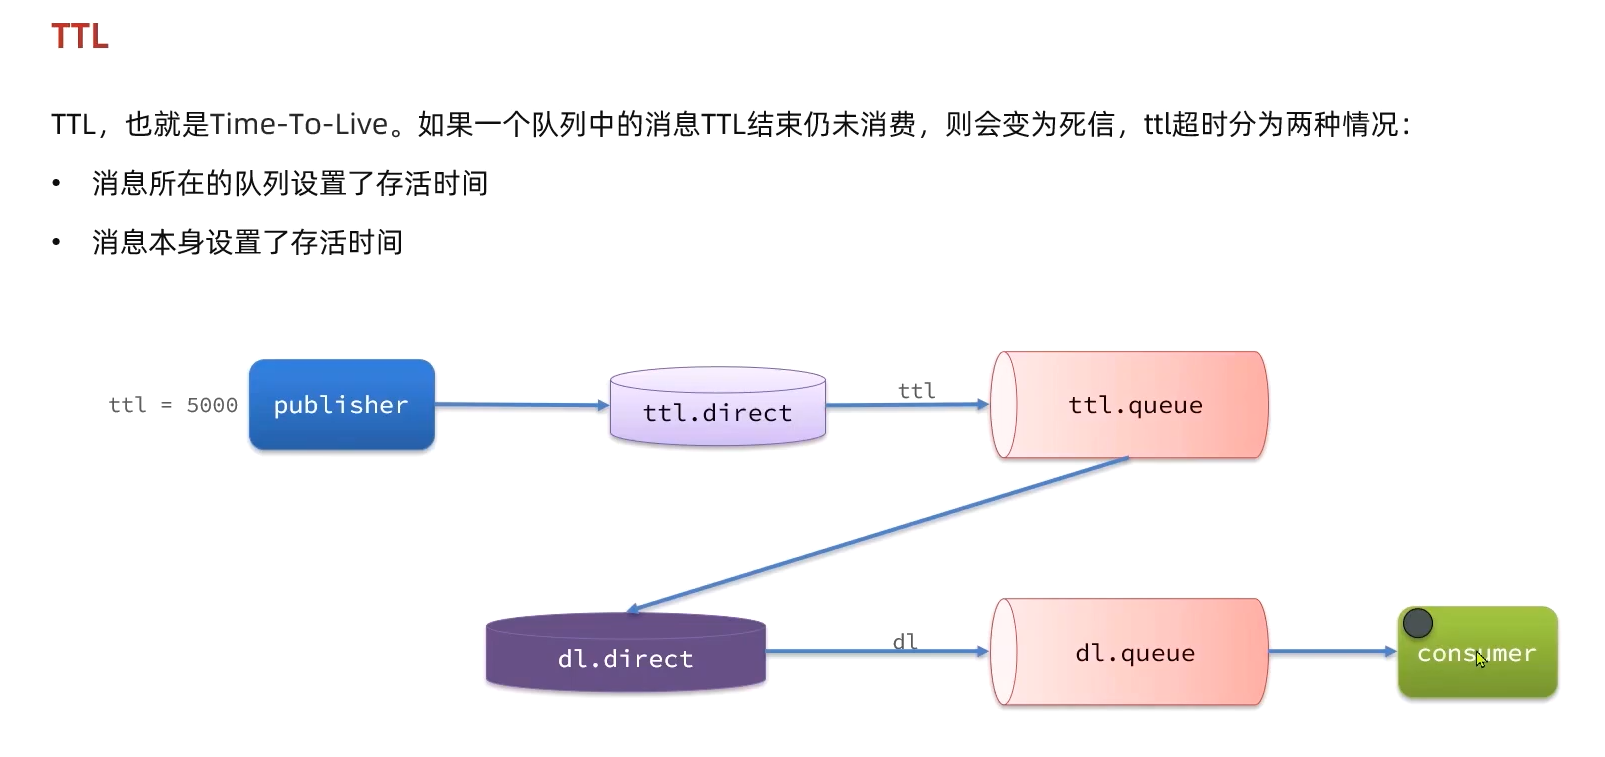 TTL
TTL，也就是Time-To-Live。如果一个队列中的消息TTL结束仍未消费，则会变为死信，ttl超时分为两种情况：
• 消息所在的队列设置了存活时间
• 消息本身设置了存活时间
ttl = 5000
publisher
ttl.direct
ttl
ttl.queue
dl.direct
dl
dl.queue
consumer